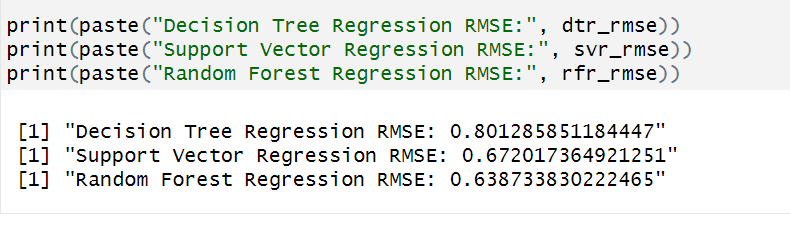 print(paste("Decision Tree Regression RMSE:", dtr_rmse))
print(paste("Support Vector Regression RMSE:", svr_rmse))
print(paste("Random Forest Regression RMSE:", rfr_rmse))
[1] "Decision Tree Regression RMSE: 0.801285851184447"
[1] "Support Vector Regression RMSE: 0.672017364921251"
[1] "Random Forest Regression RMSE: 0.638733830222465"